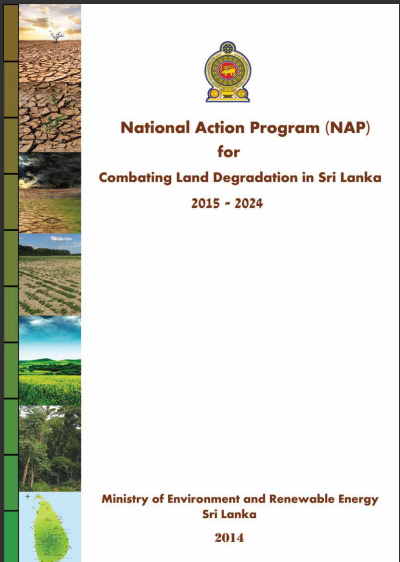 National Action Program (NAP)
for
Combating Land Degradation in Sri Lanka
2015 - 2024
Ministry of Environment and Renewable Energy
Sri Lanka
2014